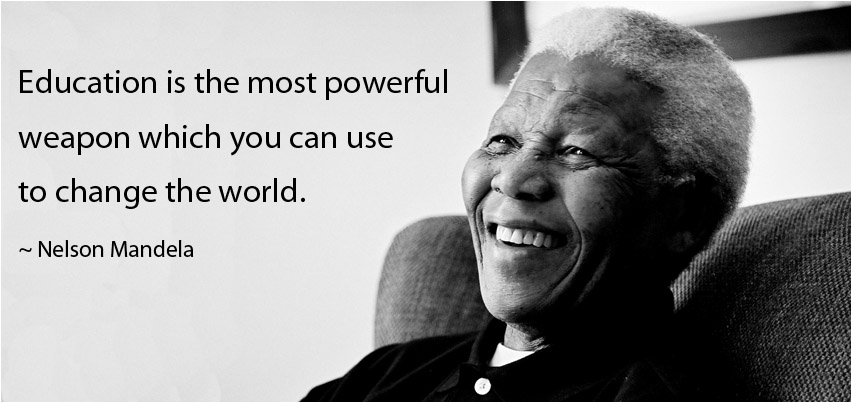 Education is the most powerful
weapon which you can use
to change the world.
~ Nelson Mandela